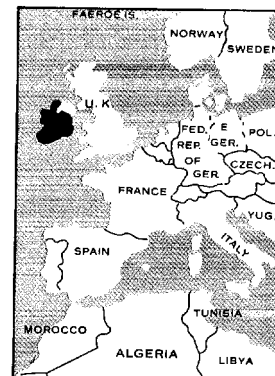 FAEROE IS.
NORWAY
SWEDEN
U. K.
FED.
REP.
OF
GER.
E
GER.
POL.
CZECH.
FRANCE
YUG.
ITALY
SPAIN
TUNISIA
MOROCCO
ALGERIA
LIBYA